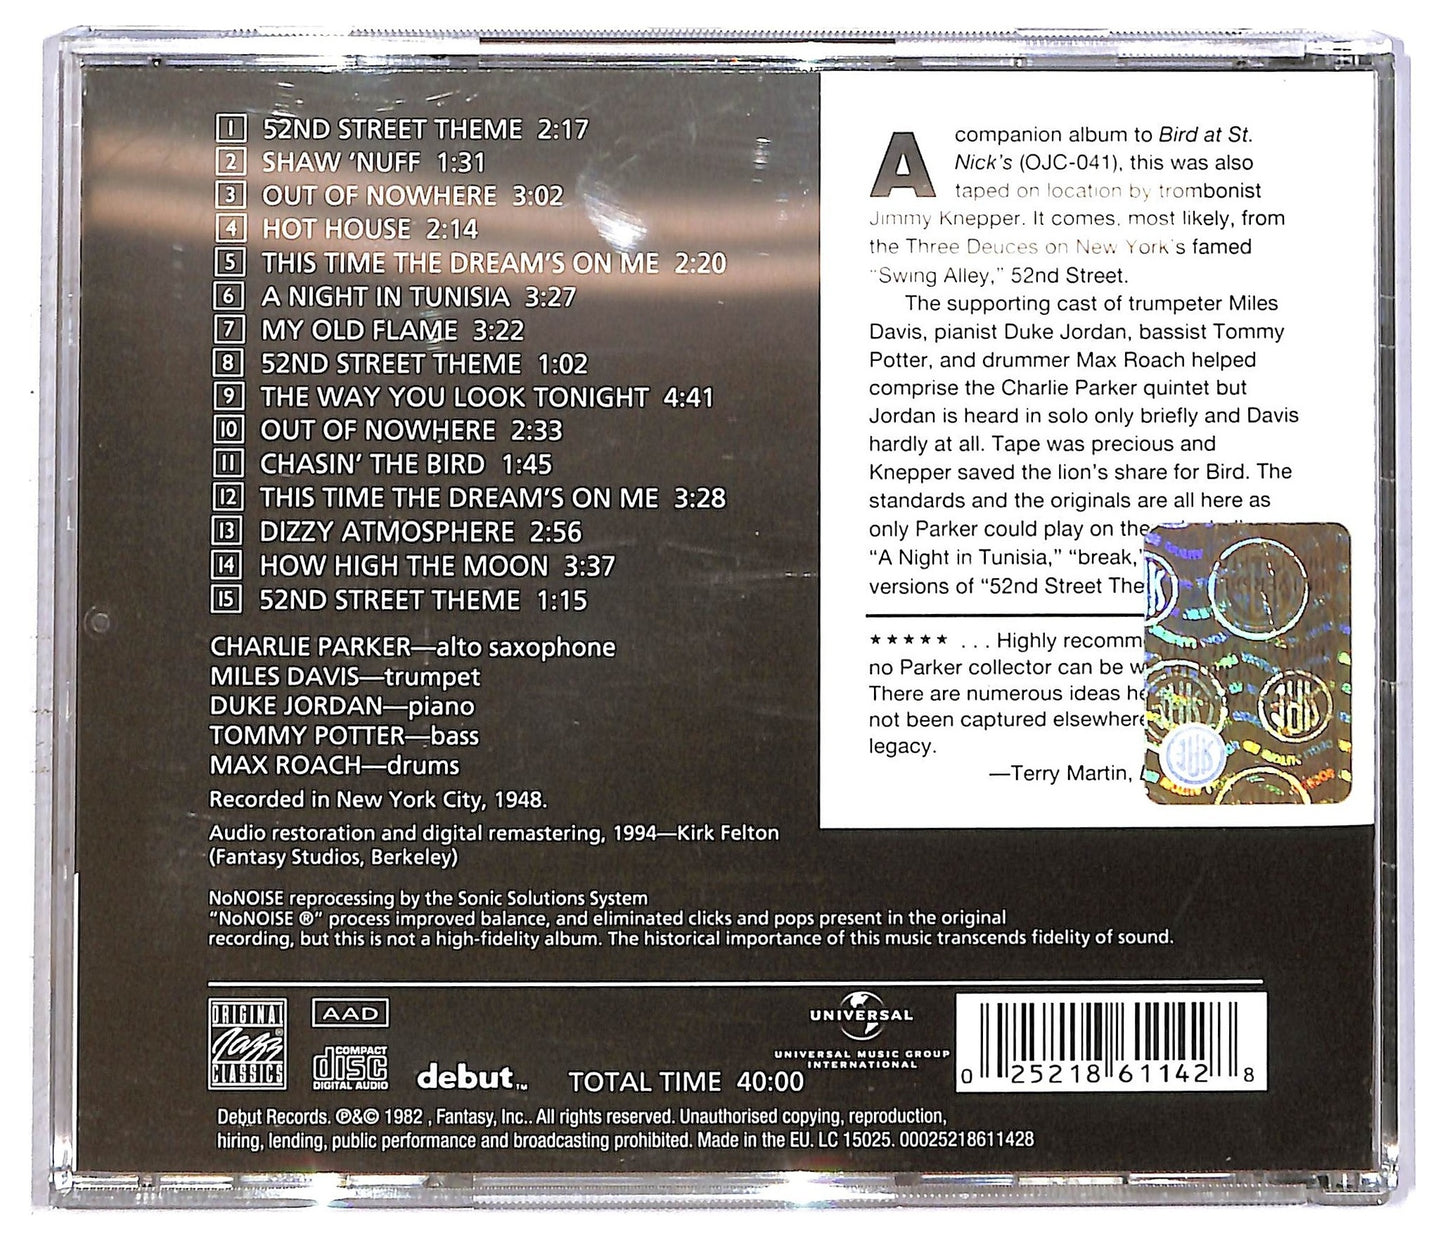 1 52ND STREET THEME 2:17
2 SHAW 'NUFF 1:31
3 OUT OF NOWHERE 3:02
4 HOT HOUSE 2:14
5 THIS TIME THE DREAM'S ON ME 2:20
6 A NIGHT IN TUNISIA 3:27
7 MY OLD FLAME 3:22
8 52ND STREET THEME 1:02
9 THE WAY YOU LOOK TONIGHT 4:41
10 OUT OF NOWHERE 2:33
11 CHASIN' THE BIRD 1:45
12 THIS TIME THE DREAM'S ON ME 3:28
13 DIZZY ATMOSPHERE 2:56
14 HOW HIGH THE MOON 3:37
15 52ND STREET THEME 1:15
CHARLIE PARKER—alto saxophone
MILES DAVIS—trumpet
DUKE JORDAN—piano
TOMMY POTTER—bass
MAX ROACH—drums
Recorded in New York City, 1948.
Audio restoration and digital remastering, 1994—Kirk Felton
(Fantasy Studios, Berkeley)
NoNOISE reprocessing by the Sonic Solutions System
"NoNOISE ®" process improved balance, and eliminated clicks and pops present in the original
recording, but this is not a high-fidelity album. The historical importance of this music transcends fidelity of sound.
A companion album to Bird at St.
Nick's (OJC-041), this was also
taped on location by trombonist
Jimmy Knepper. It comes, most likely, from
the Three Deuces on New York's famed
"Swing Alley," 52nd Street.
The supporting cast of trumpeter Miles
Davis, pianist Duke Jordan, bassist Tommy
Potter, and drummer Max Roach helped
comprise the Charlie Parker quintet but
Jordan is heard in solo only briefly and Davis
hardly at all. Tape was precious and
Knepper saved the lion's share for Bird. The
standards and the originals are all here as
only Parker could play on the
"A Night in Tunisia," "break,"
versions of "52nd Street The
★★★★★ . . . Highly recomm
no Parker collector can be w
There are numerous ideas he
not been captured elsewhere
legacy.
—Terry Martin,
ORIGINAL
Jazz
CLASSICS
AAD
COMPACT
disc
DIGITAL AUDIO
debut™
TOTAL TIME 40:00
UNIVERSAL
UNIVERSAL MUSIC GROUP
INTERNATIONAL
0 25218 61142 8
Debut Records. ℗&© 1982 , Fantasy, Inc.. All rights reserved. Unauthorised copying, reproduction,
hiring, lending, public performance and broadcasting prohibited. Made in the EU. LC 15025. 00025218611428